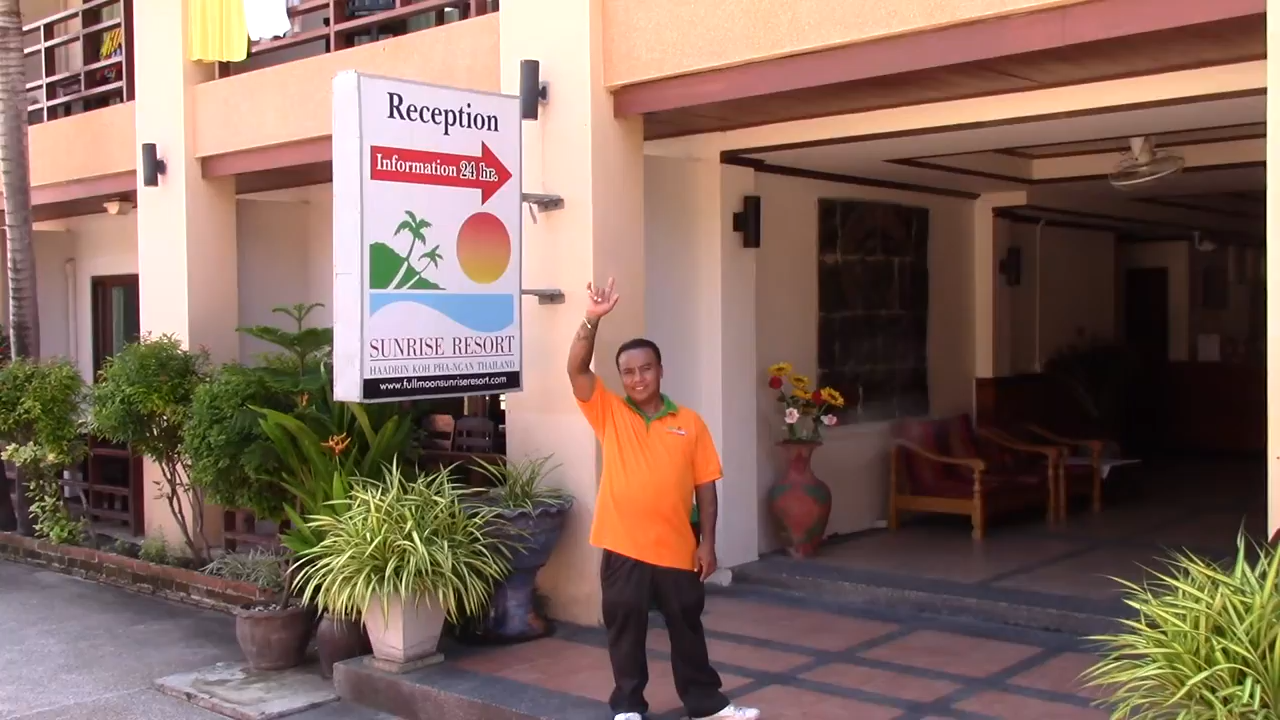 Reception
Information 24 hr.
SUNRISE RESORT
HAADRIN KOH PHA-NGAN THAILAND
www.fullmoonsunriseresort.com